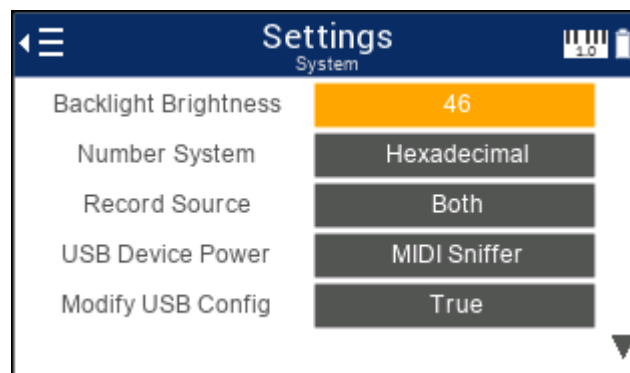 Settings
System
1.0
Backlight Brightness 46
Number System Hexadecimal
Record Source Both
USB Device Power MIDI Sniffer
Modify USB Config True